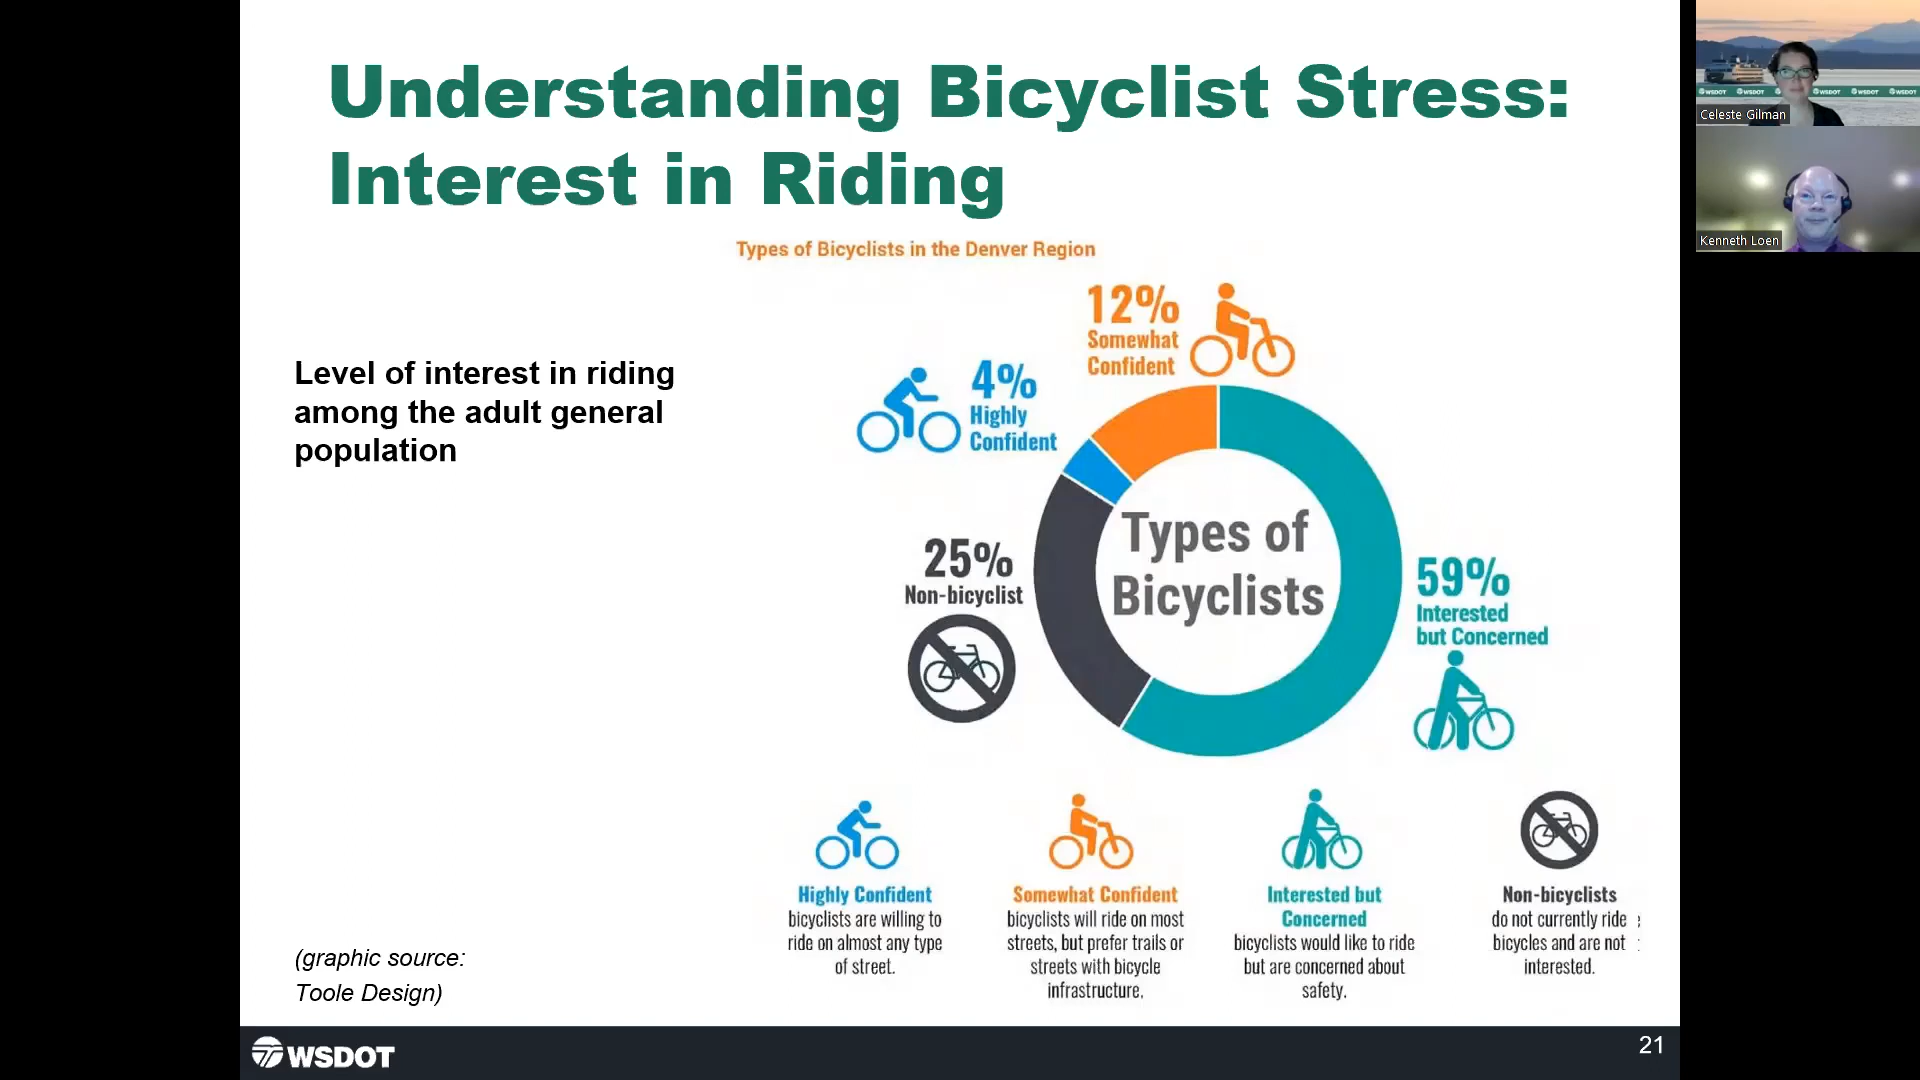 Understanding Bicyclist Stress:
Interest in Riding
Types of Bicyclists in the Denver Region
Level of interest in riding
among the adult general
population
12%
Somewhat
Confident
4%
Highly
Confident
25%
Non-bicyclist
Types of
Bicyclists
59%
Interested
but Concerned
Highly Confident
bicyclists are willing to
ride on almost any type
of street.
Somewhat Confident
bicyclists will ride on most
streets, but prefer trails or
streets with bicycle
infrastructure.
Interested but
Concerned
bicyclists would like to ride
but are concerned about
safety.
Non-bicyclists
do not currently ride
bicycles and are not
interested.
(graphic source:
Toole Design)
WSDOT
21
WSDOT WSDOT WSDOT WSDOT WSDOT
Celeste Gilman
Kenneth Loen